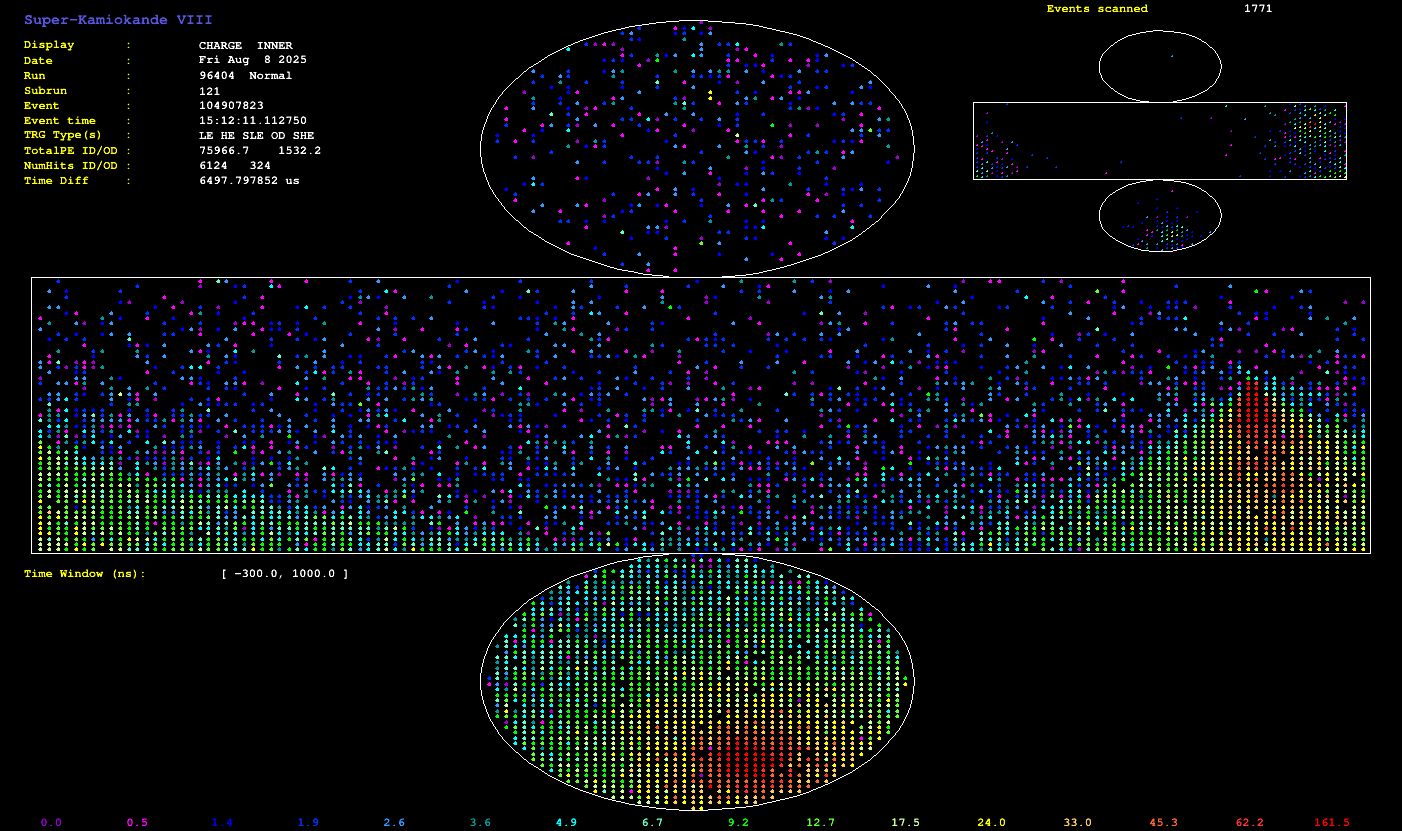 Super-Kamiokande VIII
Events scanned 1771
Display : CHARGE INNER
Date : Fri Aug 8 2025
Run : 96404 Normal
Subrun : 121
Event : 104907823
Event time : 15:12:11.112750
TRG Type(s) : LE HE SLE OD SHE
TotalPE ID/OD : 75966.7 1532.2
NumHits ID/OD : 6124 324
Time Diff : 6497.797852 us
Time Window (ns): [ -300.0, 1000.0 ]
0.0 0.5 1.4 1.9 2.6 3.6 4.9 6.7 9.2 12.7 17.5 24.0 33.0 45.3 62.2 161.5